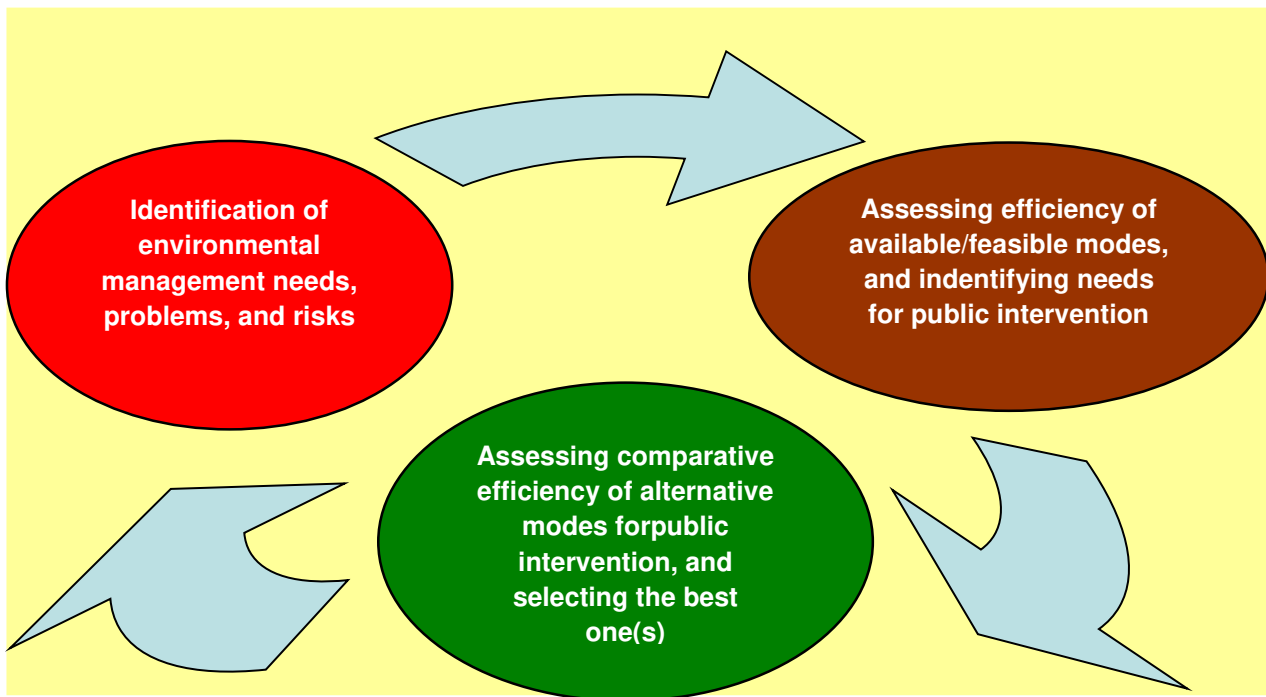 Identification of
environmental
management needs,
problems, and risks
Assessing efficiency of
available/feasible modes,
and indentifying needs
for public intervention
Assessing comparative
efficiency of alternative
modes forpublic
intervention, and
selecting the best
one(s)